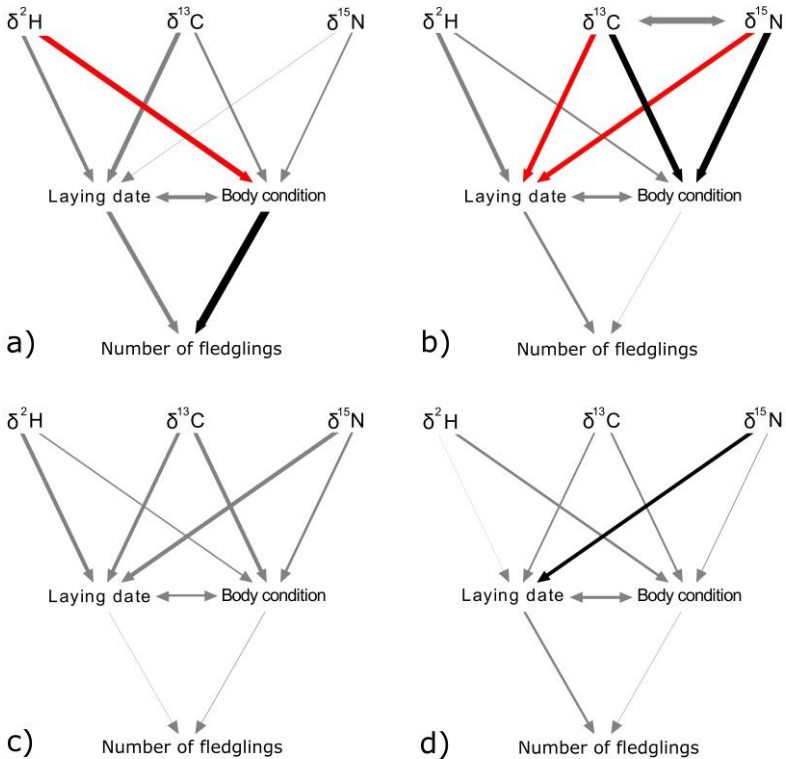 δ²H δ¹³C δ¹⁵N
Laying date Body condition
a) Number of fledglings
δ²H δ¹³C δ¹⁵N
Laying date Body condition
b) Number of fledglings
δ²H δ¹³C δ¹⁵N
Laying date Body condition
c) Number of fledglings
δ²H δ¹³C δ¹⁵N
Laying date Body condition
d) Number of fledglings